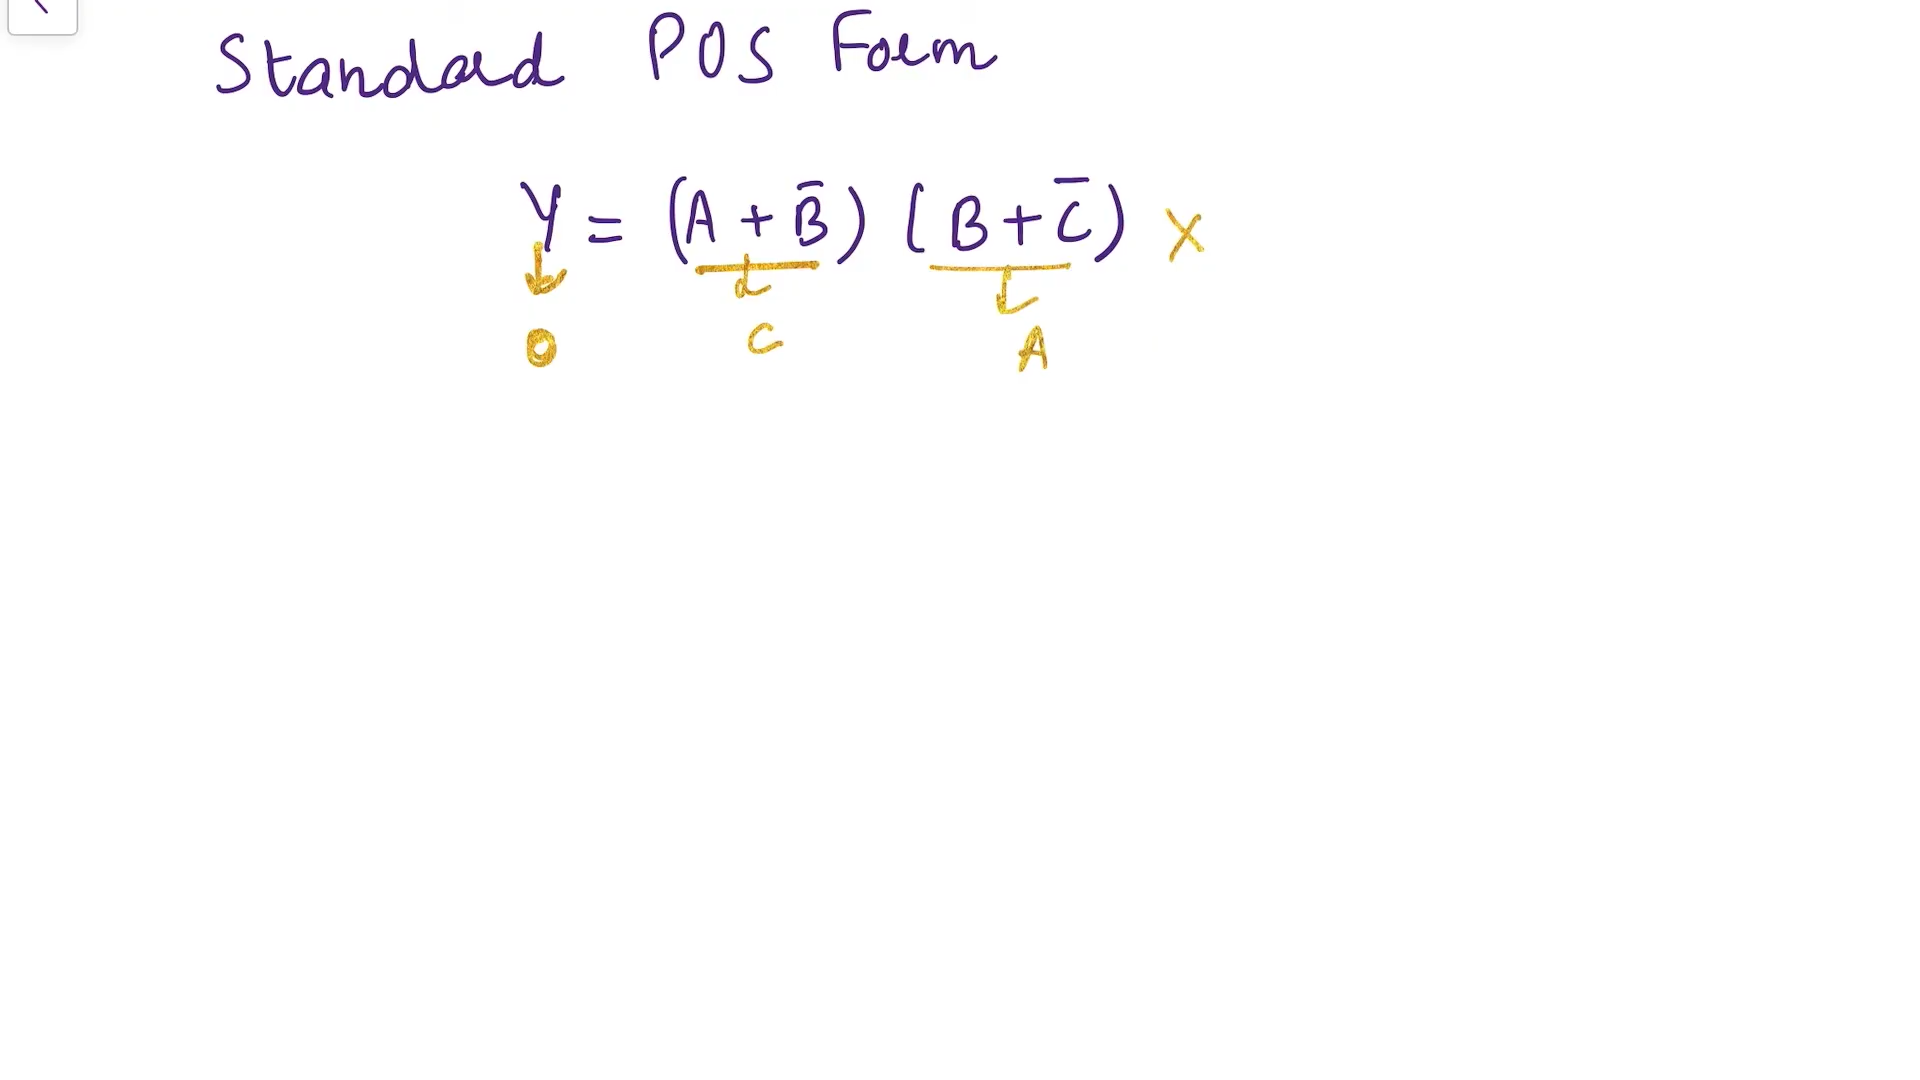 Standard POS Form
Y = (A + B̅) (B + C̅) X
0 C A